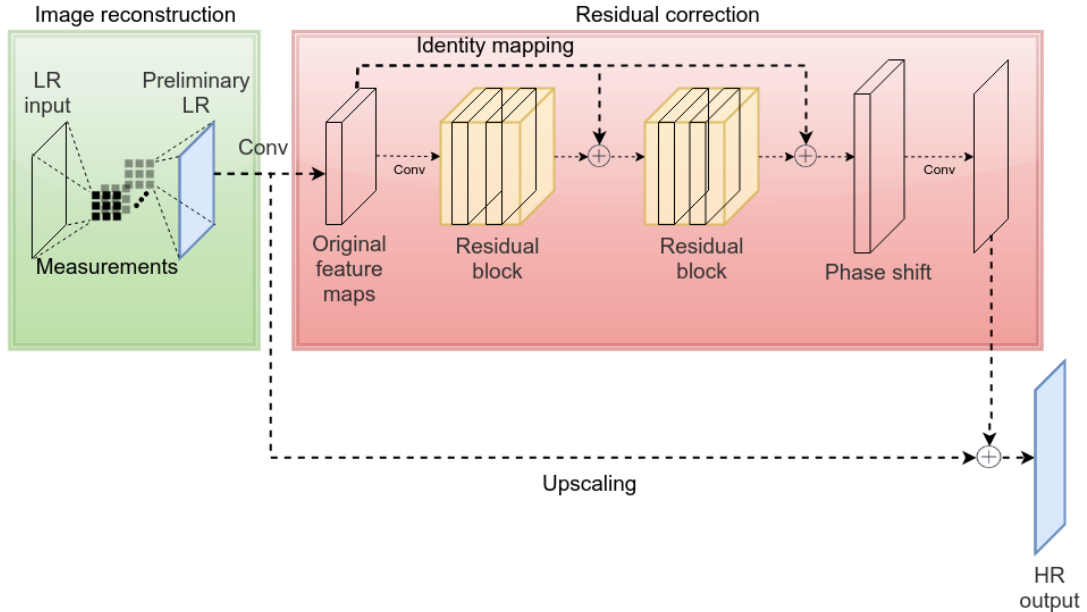 Image reconstruction
Residual correction
LR
input
Preliminary
LR
Measurements
Conv
Identity mapping
Original
feature
maps
Conv
Residual
block
Residual
block
Phase shift
Conv
Upscaling
HR
output